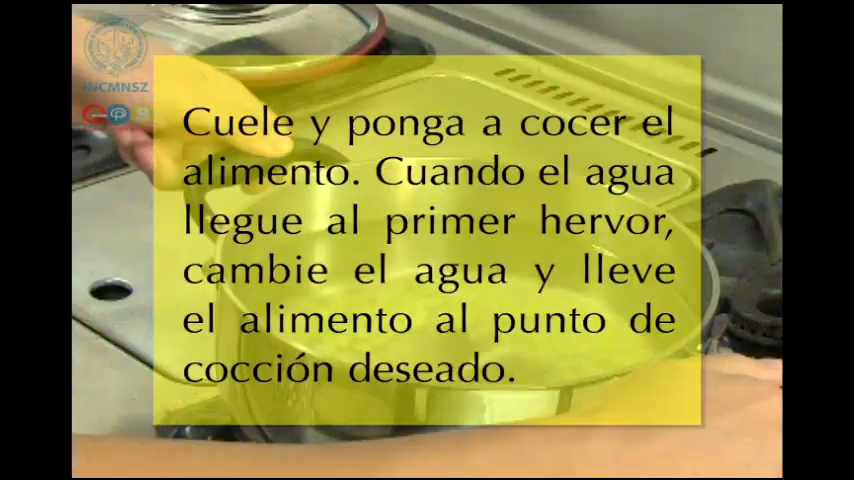 INCMNSZ
Cuele y ponga a cocer el
alimento. Cuando el agua
llegue al primer hervor,
cambie el agua y lleve
el alimento al punto de
cocción deseado.